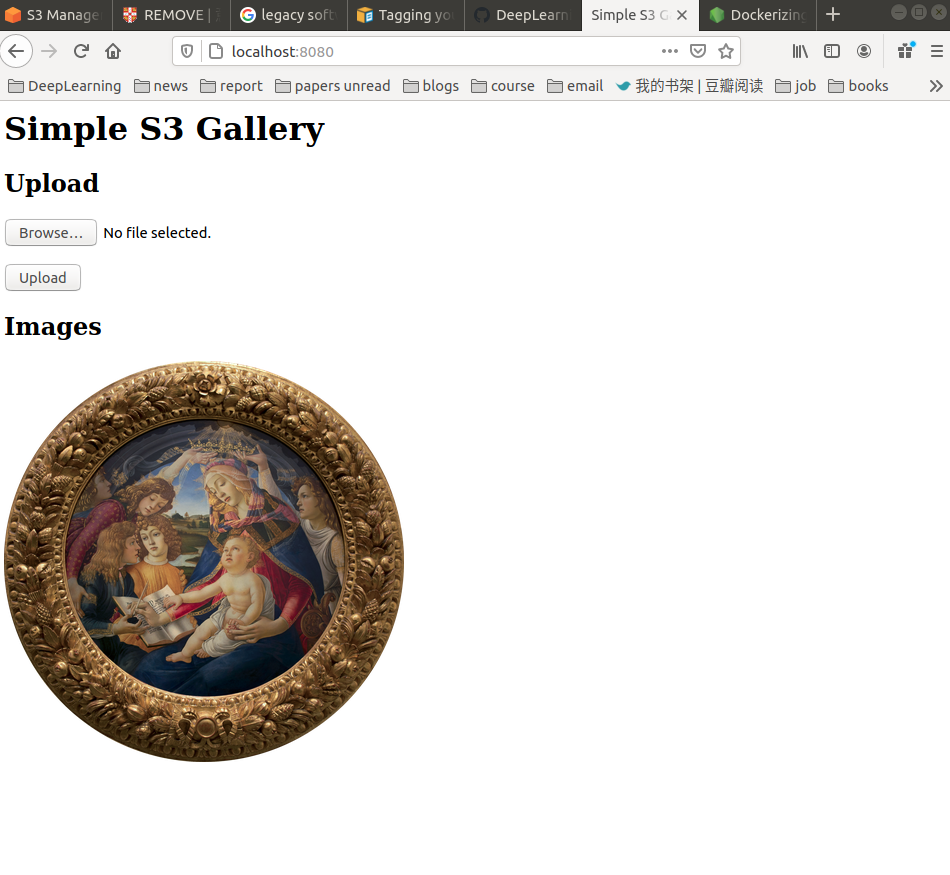 S3 Manage
REMOVE |
legacy soft
Tagging yo
DeepLearn
Simple S3 G
Dockerizing
localhost:8080
DeepLearning
news
report
papers unread
blogs
course
email
我的书架 | 豆瓣阅读
job
books
Simple S3 Gallery
Upload
Browse... No file selected.
Upload
Images